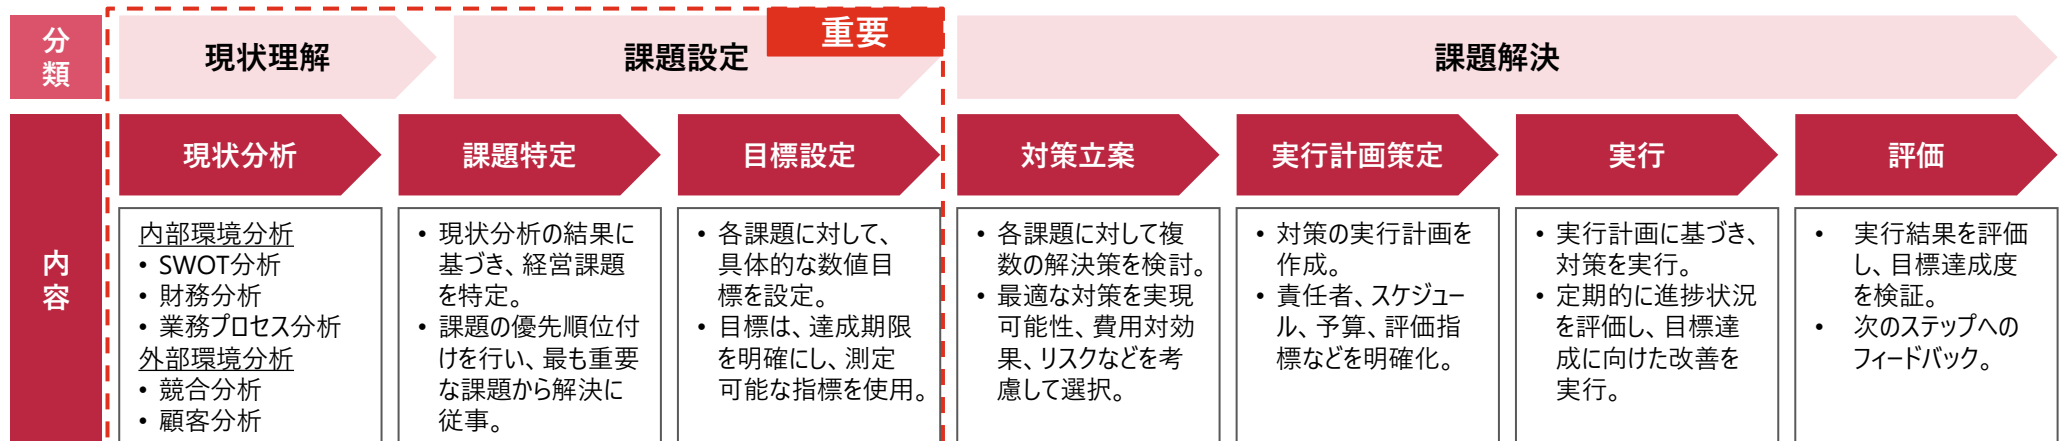 分
類
現状理解
課題設定
重要
課題解決
内
容
現状分析
課題特定
目標設定
対策立案
実行計画策定
実行
評価
内部環境分析
• SWOT分析
• 財務分析
• 業務プロセス分析
外部環境分析
• 競合分析
• 顧客分析
• 現状分析の結果に
基づき、経営課題
を特定。
• 課題の優先順位付
けを行い、最も重要
な課題から解決に
従事。
• 各課題に対して、
具体的な数値目
標を設定。
• 目標は、達成期限
を明確にし、測定
可能な指標を使用。
• 各課題に対して複
数の解決策を検討。
• 最適な対策を実現
可能性、費用対効
果、リスクなどを考
慮して選択。
• 対策の実行計画を
作成。
• 責任者、スケジュー
ル、予算、評価指
標などを明確化。
• 実行計画に基づき、
対策を実行。
• 定期的に進捗状況
を評価し、目標達
成に向けた改善を
実行。
• 実行結果を評価
し、目標達成度
を検証。
• 次のステップへの
フィードバック。